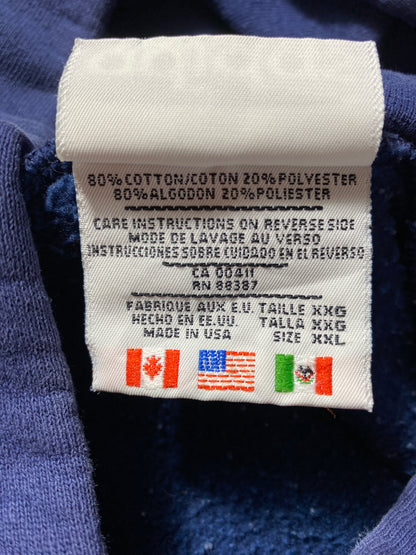 80% COTTON/COTON 20% POLYESTER
80% ALGODON 20% POLIESTER
CARE INSTRUCTIONS ON REVERSE SIDE
MODE DE LAVAGE AU VERSO
INSTRUCCIONES SOBRE CUIDADO EN EL REVERSO
CA 00411
RN 88387
FABRIQUE AUX E.U. TAILLE XXG
HECHO EN EE.UU. TALLA XXG
MADE IN USA SIZE XXL